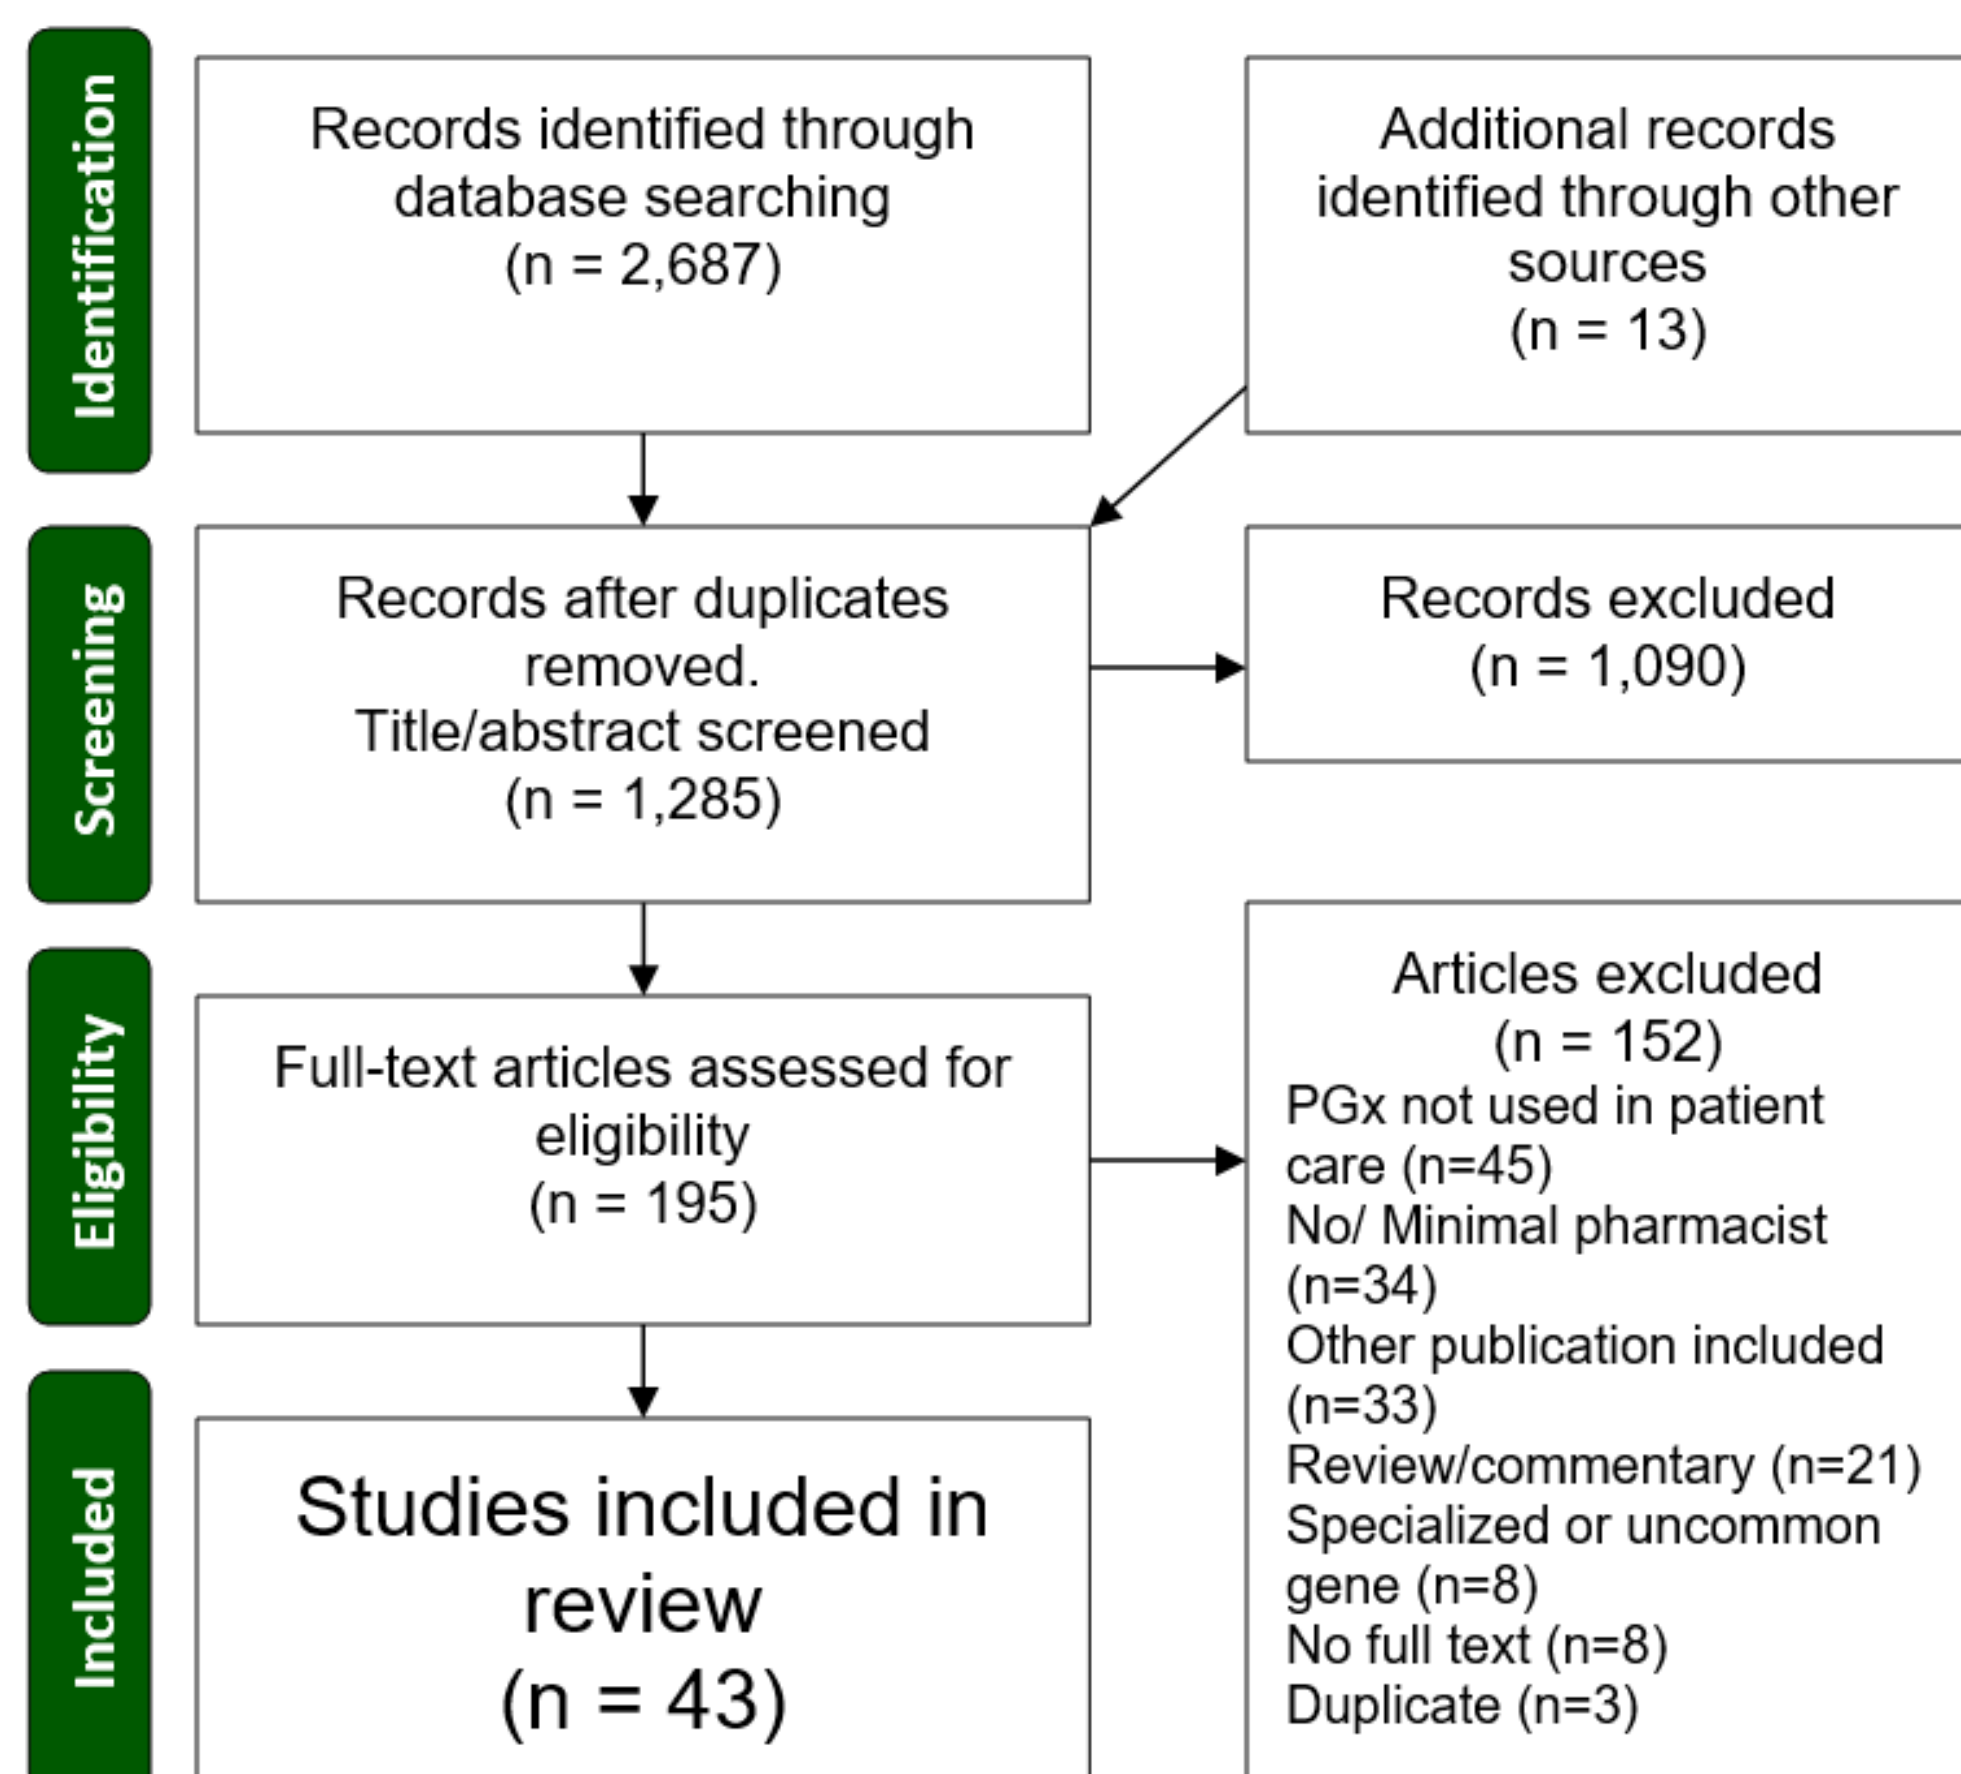 Identification
Records identified through
database searching
(n = 2,687)
Additional records
identified through other
sources
(n = 13)
Screening
Records after duplicates
removed.
Title/abstract screened
(n = 1,285)
Records excluded
(n = 1,090)
Eligibility
Full-text articles assessed for
eligibility
(n = 195)
Articles excluded
(n = 152)
PGx not used in patient
care (n=45)
No/ Minimal pharmacist
(n=34)
Other publication included
(n=33)
Review/commentary (n=21)
Specialized or uncommon
gene (n=8)
No full text (n=8)
Duplicate (n=3)
Included
Studies included in
review
(n = 43)